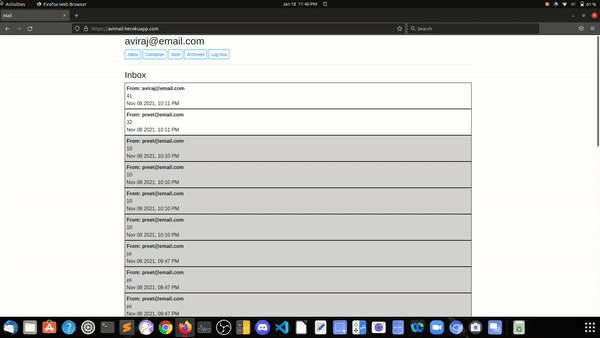 Activities Firefox Web Browser Jan 18 11:40 PM 61 %
Mail
https://avimail.herokuapp.com Search
aviraj@email.com
Inbox Compose Sent Archived Log Out
Inbox
From: aviraj@email.com
41
Nov 08 2021, 10:11 PM
From: preet@email.com
32
Nov 08 2021, 10:11 PM
From: preet@email.com
10
Nov 08 2021, 10:10 PM
From: preet@email.com
10
Nov 08 2021, 10:10 PM
From: preet@email.com
10
Nov 08 2021, 10:10 PM
From: preet@email.com
10
Nov 08 2021, 10:10 PM
From: preet@email.com
Nov 08 2021, 09:47 PM
From: preet@email.com
Nov 08 2021, 09:47 PM
From: preet@email.com
Nov 08 2021, 09:47 PM